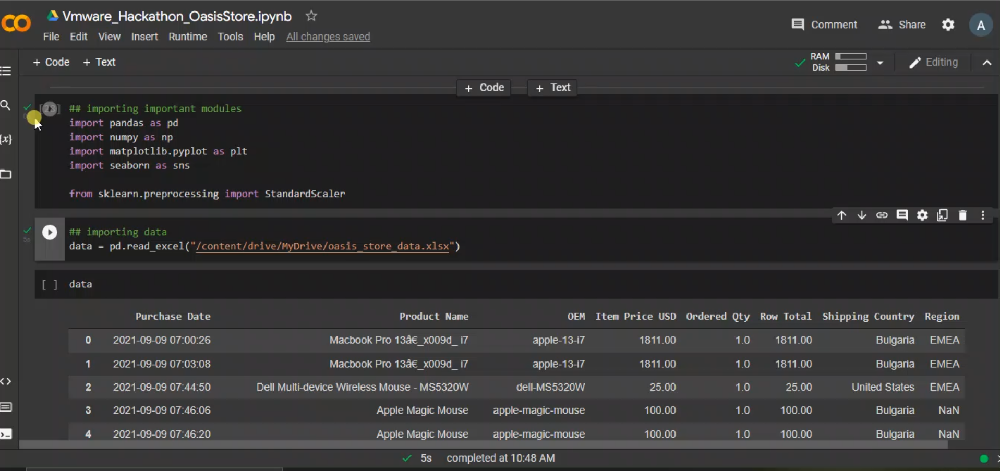 Vmware_Hackathon_OasisStore.ipynb
File Edit View Insert Runtime Tools Help All changes saved
Comment Share A
+ Code + Text
RAM
Disk
Editing
+ Code + Text
[23] ## importing important modules
import pandas as pd
import numpy as np
import matplotlib.pyplot as plt
import seaborn as sns
from sklearn.preprocessing import StandardScaler
{x}
5s
## importing data
data = pd.read_excel("/content/drive/MyDrive/oasis_store_data.xlsx")
[ ] data
Purchase Date Product Name OEM Item Price USD Ordered Qty Row Total Shipping Country Region
0 2021-09-09 07:00:26 Macbook Pro 13â€_x009d_ i7 apple-13-i7 1811.00 1.0 1811.00 Bulgaria EMEA
1 2021-09-09 07:03:08 Macbook Pro 13â€_x009d_ i7 apple-13-i7 1811.00 1.0 1811.00 Bulgaria EMEA
2 2021-09-09 07:44:50 Dell Multi-device Wireless Mouse - MS5320W dell-MS5320W 25.00 1.0 25.00 United States EMEA
3 2021-09-09 07:46:06 Apple Magic Mouse apple-magic-mouse 100.00 1.0 100.00 Bulgaria NaN
4 2021-09-09 07:46:20 Apple Magic Mouse apple-magic-mouse 100.00 1.0 100.00 Bulgaria NaN
5s completed at 10:48 AM